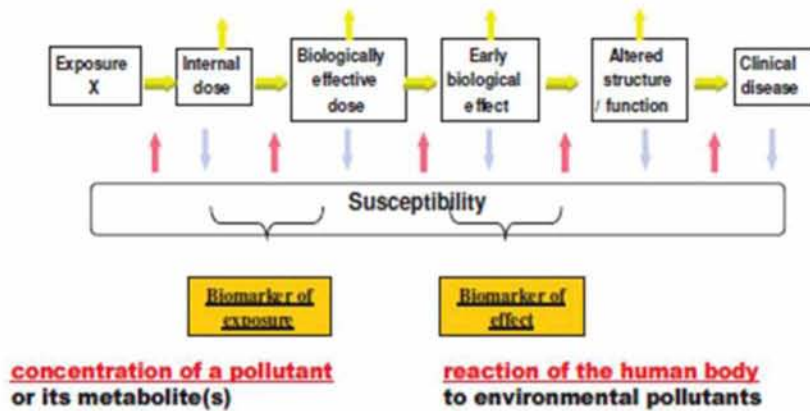 Exposure
X
Internal
dose
Biologically
effective
dose
Early
biological
effect
Altered
structure
/ function
Clinical
disease
Susceptibility
Biomarker of
exposure
Biomarker of
effect
concentration of a pollutant
or its metabolite(s)
reaction of the human body
to environmental pollutants